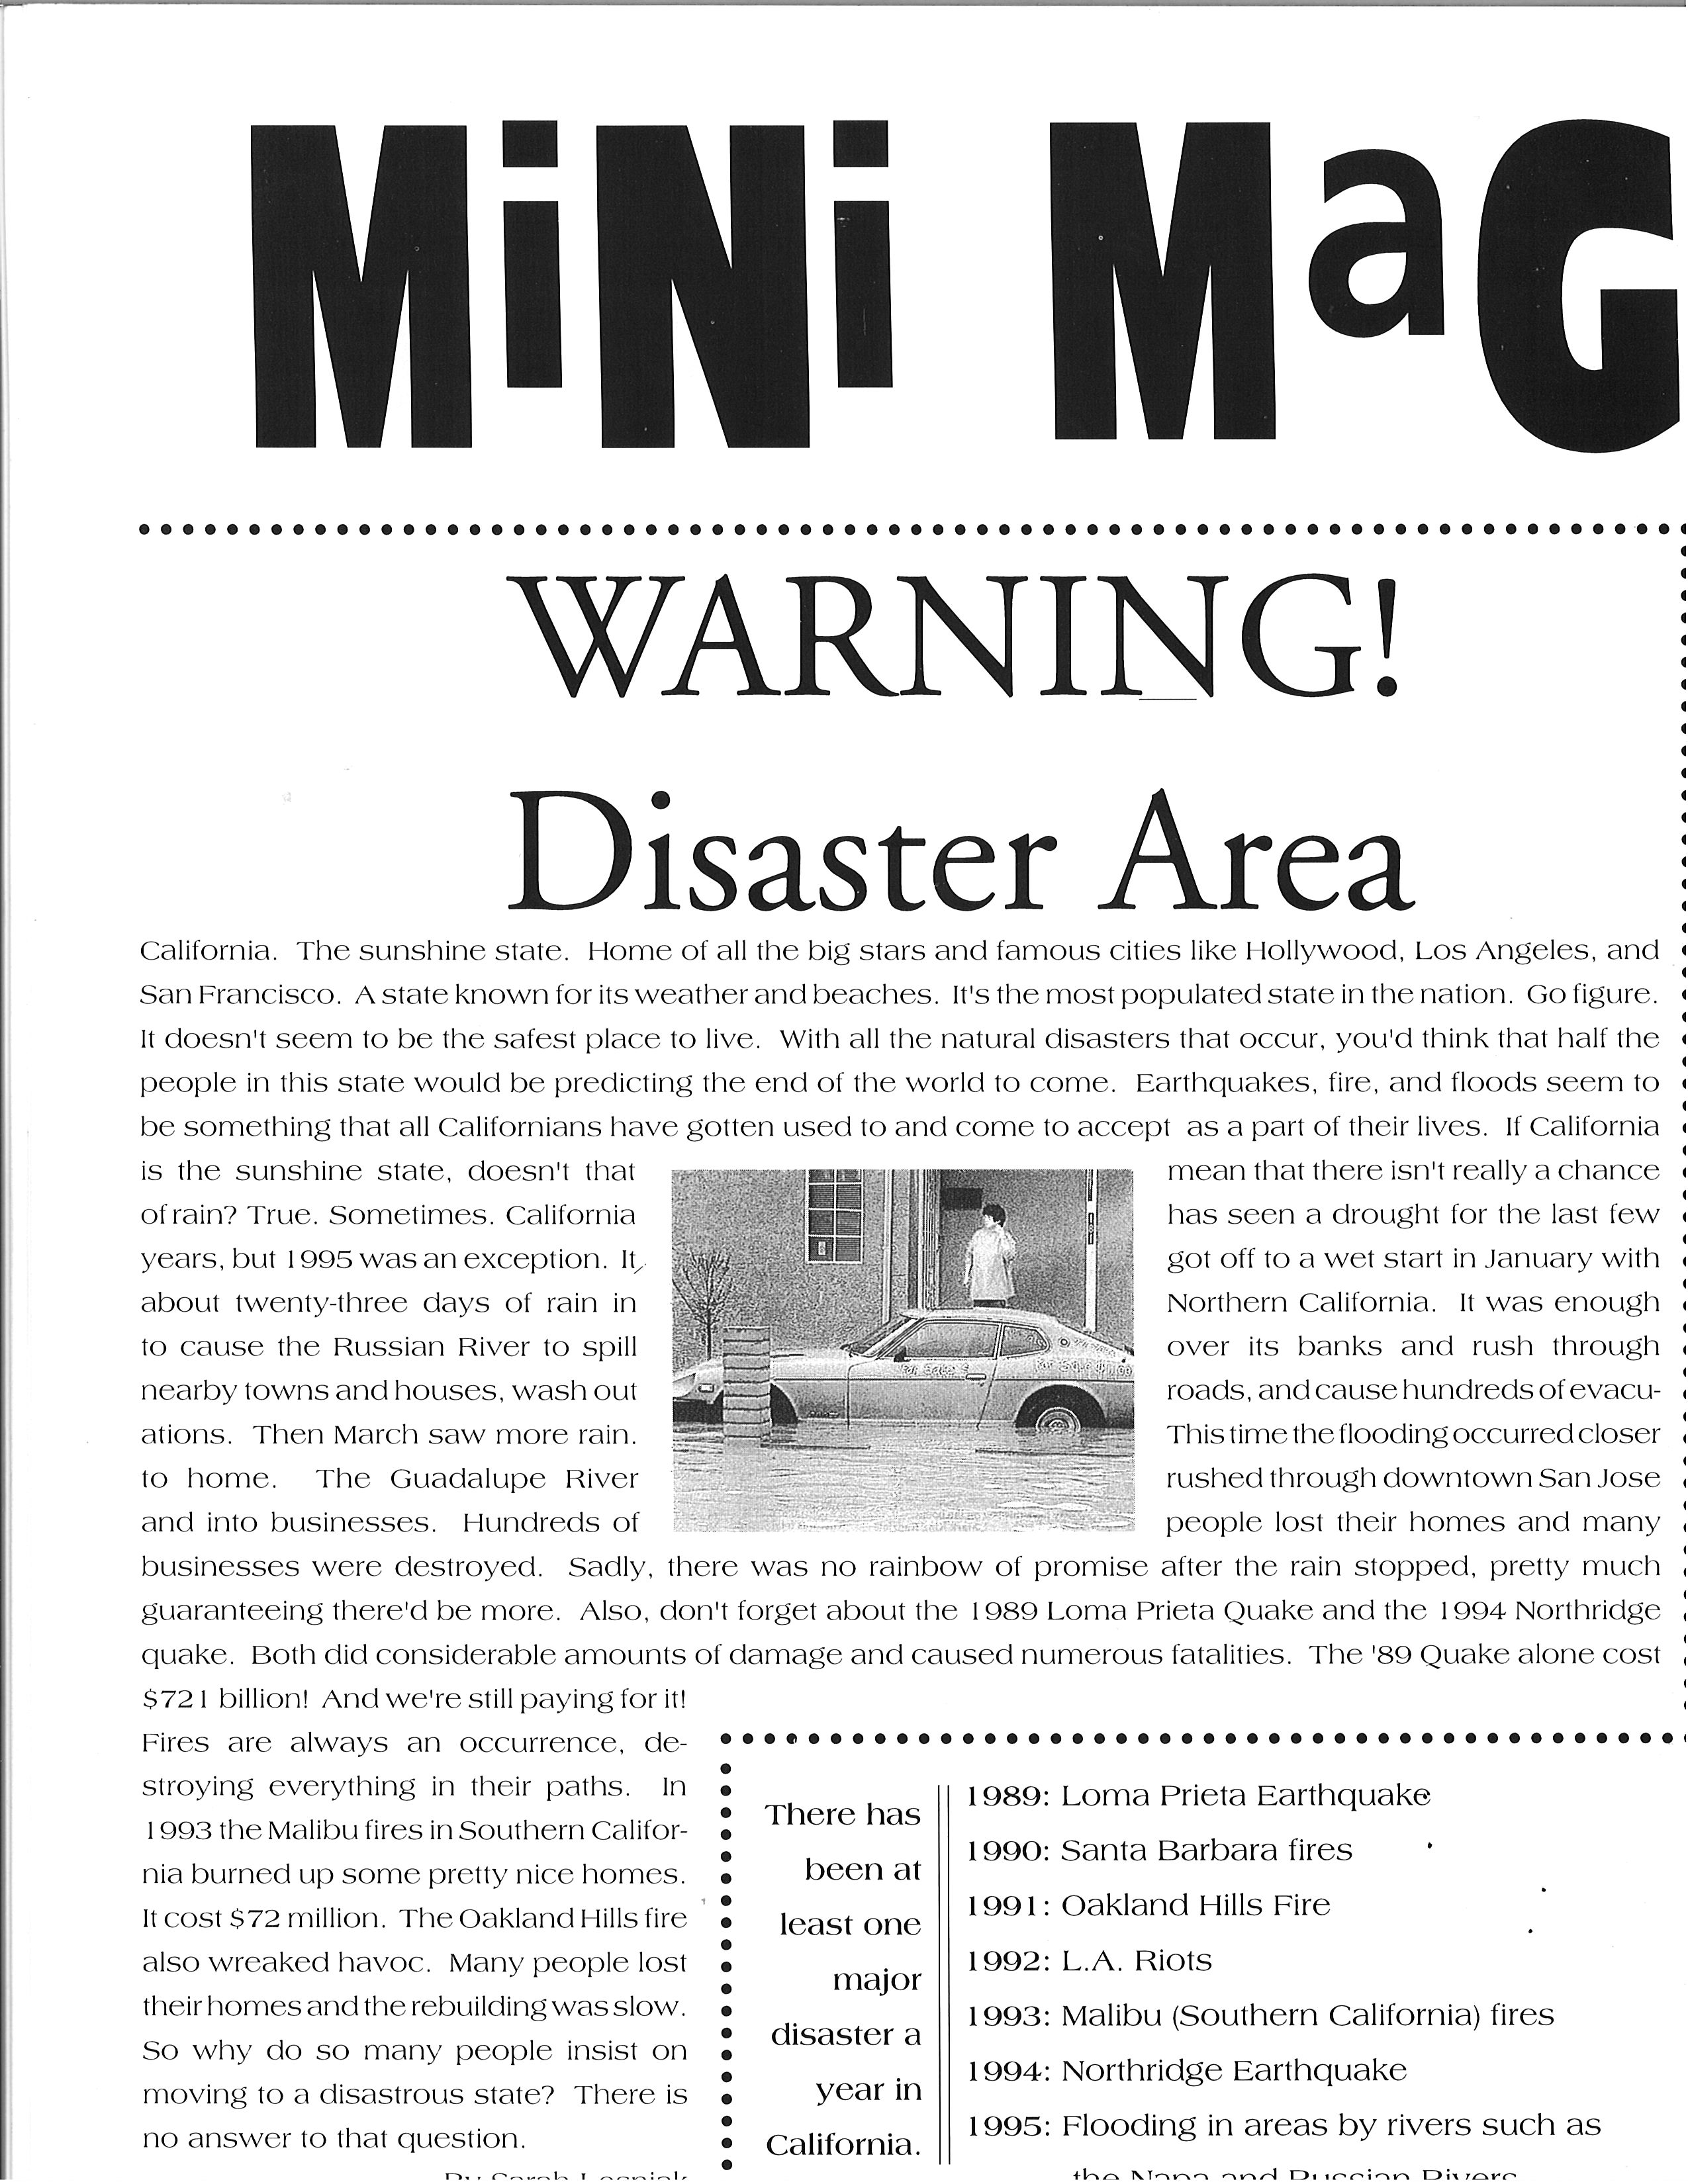 MiNi MaG
WARNING!
Disaster Area
California. The sunshine state. Home of all the big stars and famous cities like Hollywood, Los Angeles, and
San Francisco. A state known for its weather and beaches. It's the most populated state in the nation. Go figure.
It doesn't seem to be the safest place to live. With all the natural disasters that occur, you'd think that half the
people in this state would be predicting the end of the world to come. Earthquakes, fire, and floods seem to
be something that all Californians have gotten used to and come to accept as a part of their lives. If California
is the sunshine state, doesn't that mean that there isn't really a chance
of rain? True. Sometimes. California has seen a drought for the last few
years, but 1995 was an exception. It, got off to a wet start in January with
about twenty-three days of rain in Northern California. It was enough
to cause the Russian River to spill over its banks and rush through
nearby towns and houses, wash out roads, and cause hundreds of evacu-
ations. Then March saw more rain. This time the flooding occurred closer
to home. The Guadalupe River rushed through downtown San Jose
and into businesses. Hundreds of people lost their homes and many
businesses were destroyed. Sadly, there was no rainbow of promise after the rain stopped, pretty much
guaranteeing there'd be more. Also, don't forget about the 1989 Loma Prieta Quake and the 1994 Northridge
quake. Both did considerable amounts of damage and caused numerous fatalities. The '89 Quake alone cost
$721 billion! And we're still paying for it!
Fires are always an occurrence, de-
stroying everything in their paths. In
1993 the Malibu fires in Southern Califor-
nia burned up some pretty nice homes.
It cost $72 million. The Oakland Hills fire
also wreaked havoc. Many people lost
their homes and the rebuilding was slow.
So why do so many people insist on
moving to a disastrous state? There is
no answer to that question.
By Sarah Lesniak
There has
been at
least one
major
disaster a
year in
California.
1989: Loma Prieta Earthquake
1990: Santa Barbara fires
1991: Oakland Hills Fire
1992: L.A. Riots
1993: Malibu (Southern California) fires
1994: Northridge Earthquake
1995: Flooding in areas by rivers such as
the Napa and Russian Rivers